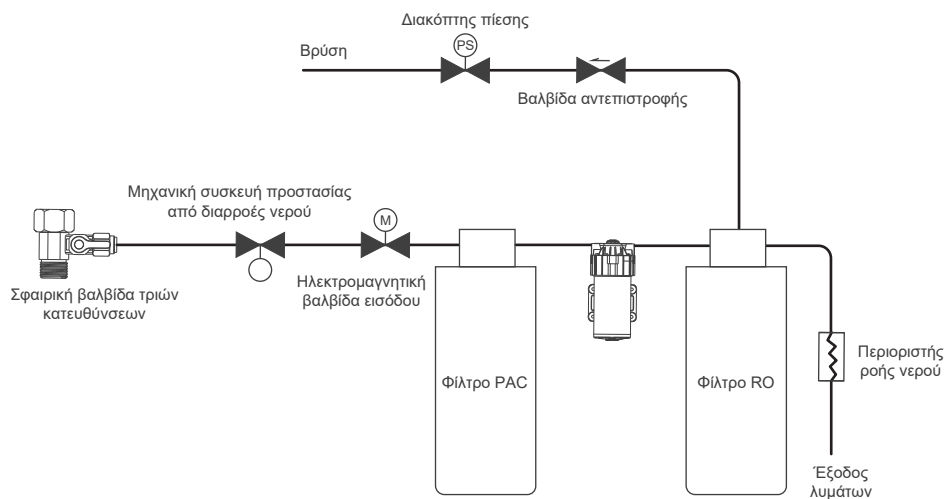 Διακόπτης πίεσης
PS
Βρύση
Βαλβίδα αντεπιστροφής
Μηχανική συσκευή προστασίας
από διαρροές νερού
M
Ηλεκτρομαγνητική
βαλβίδα εισόδου
Σφαιρική βαλβίδα τριών
κατευθύνσεων
Φίλτρο PAC
Φίλτρο RO
Περιοριστής
ροής νερού
Έξοδος
λυμάτων